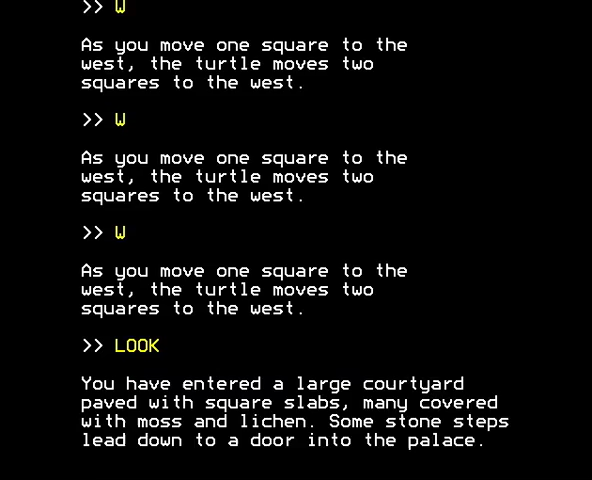 >> W
As you move one square to the
west, the turtle moves two
squares to the west.
>> W
As you move one square to the
west, the turtle moves two
squares to the west.
>> W
As you move one square to the
west, the turtle moves two
squares to the west.
>> LOOK
You have entered a large courtyard
paved with square slabs, many covered
with moss and lichen. Some stone steps
lead down to a door into the palace.